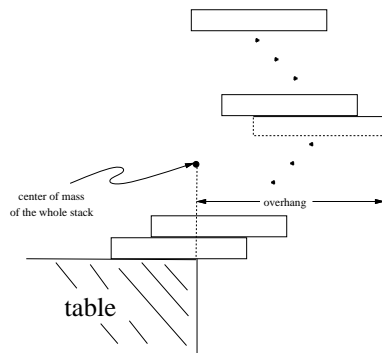 center of mass
of the whole stack
overhang
table